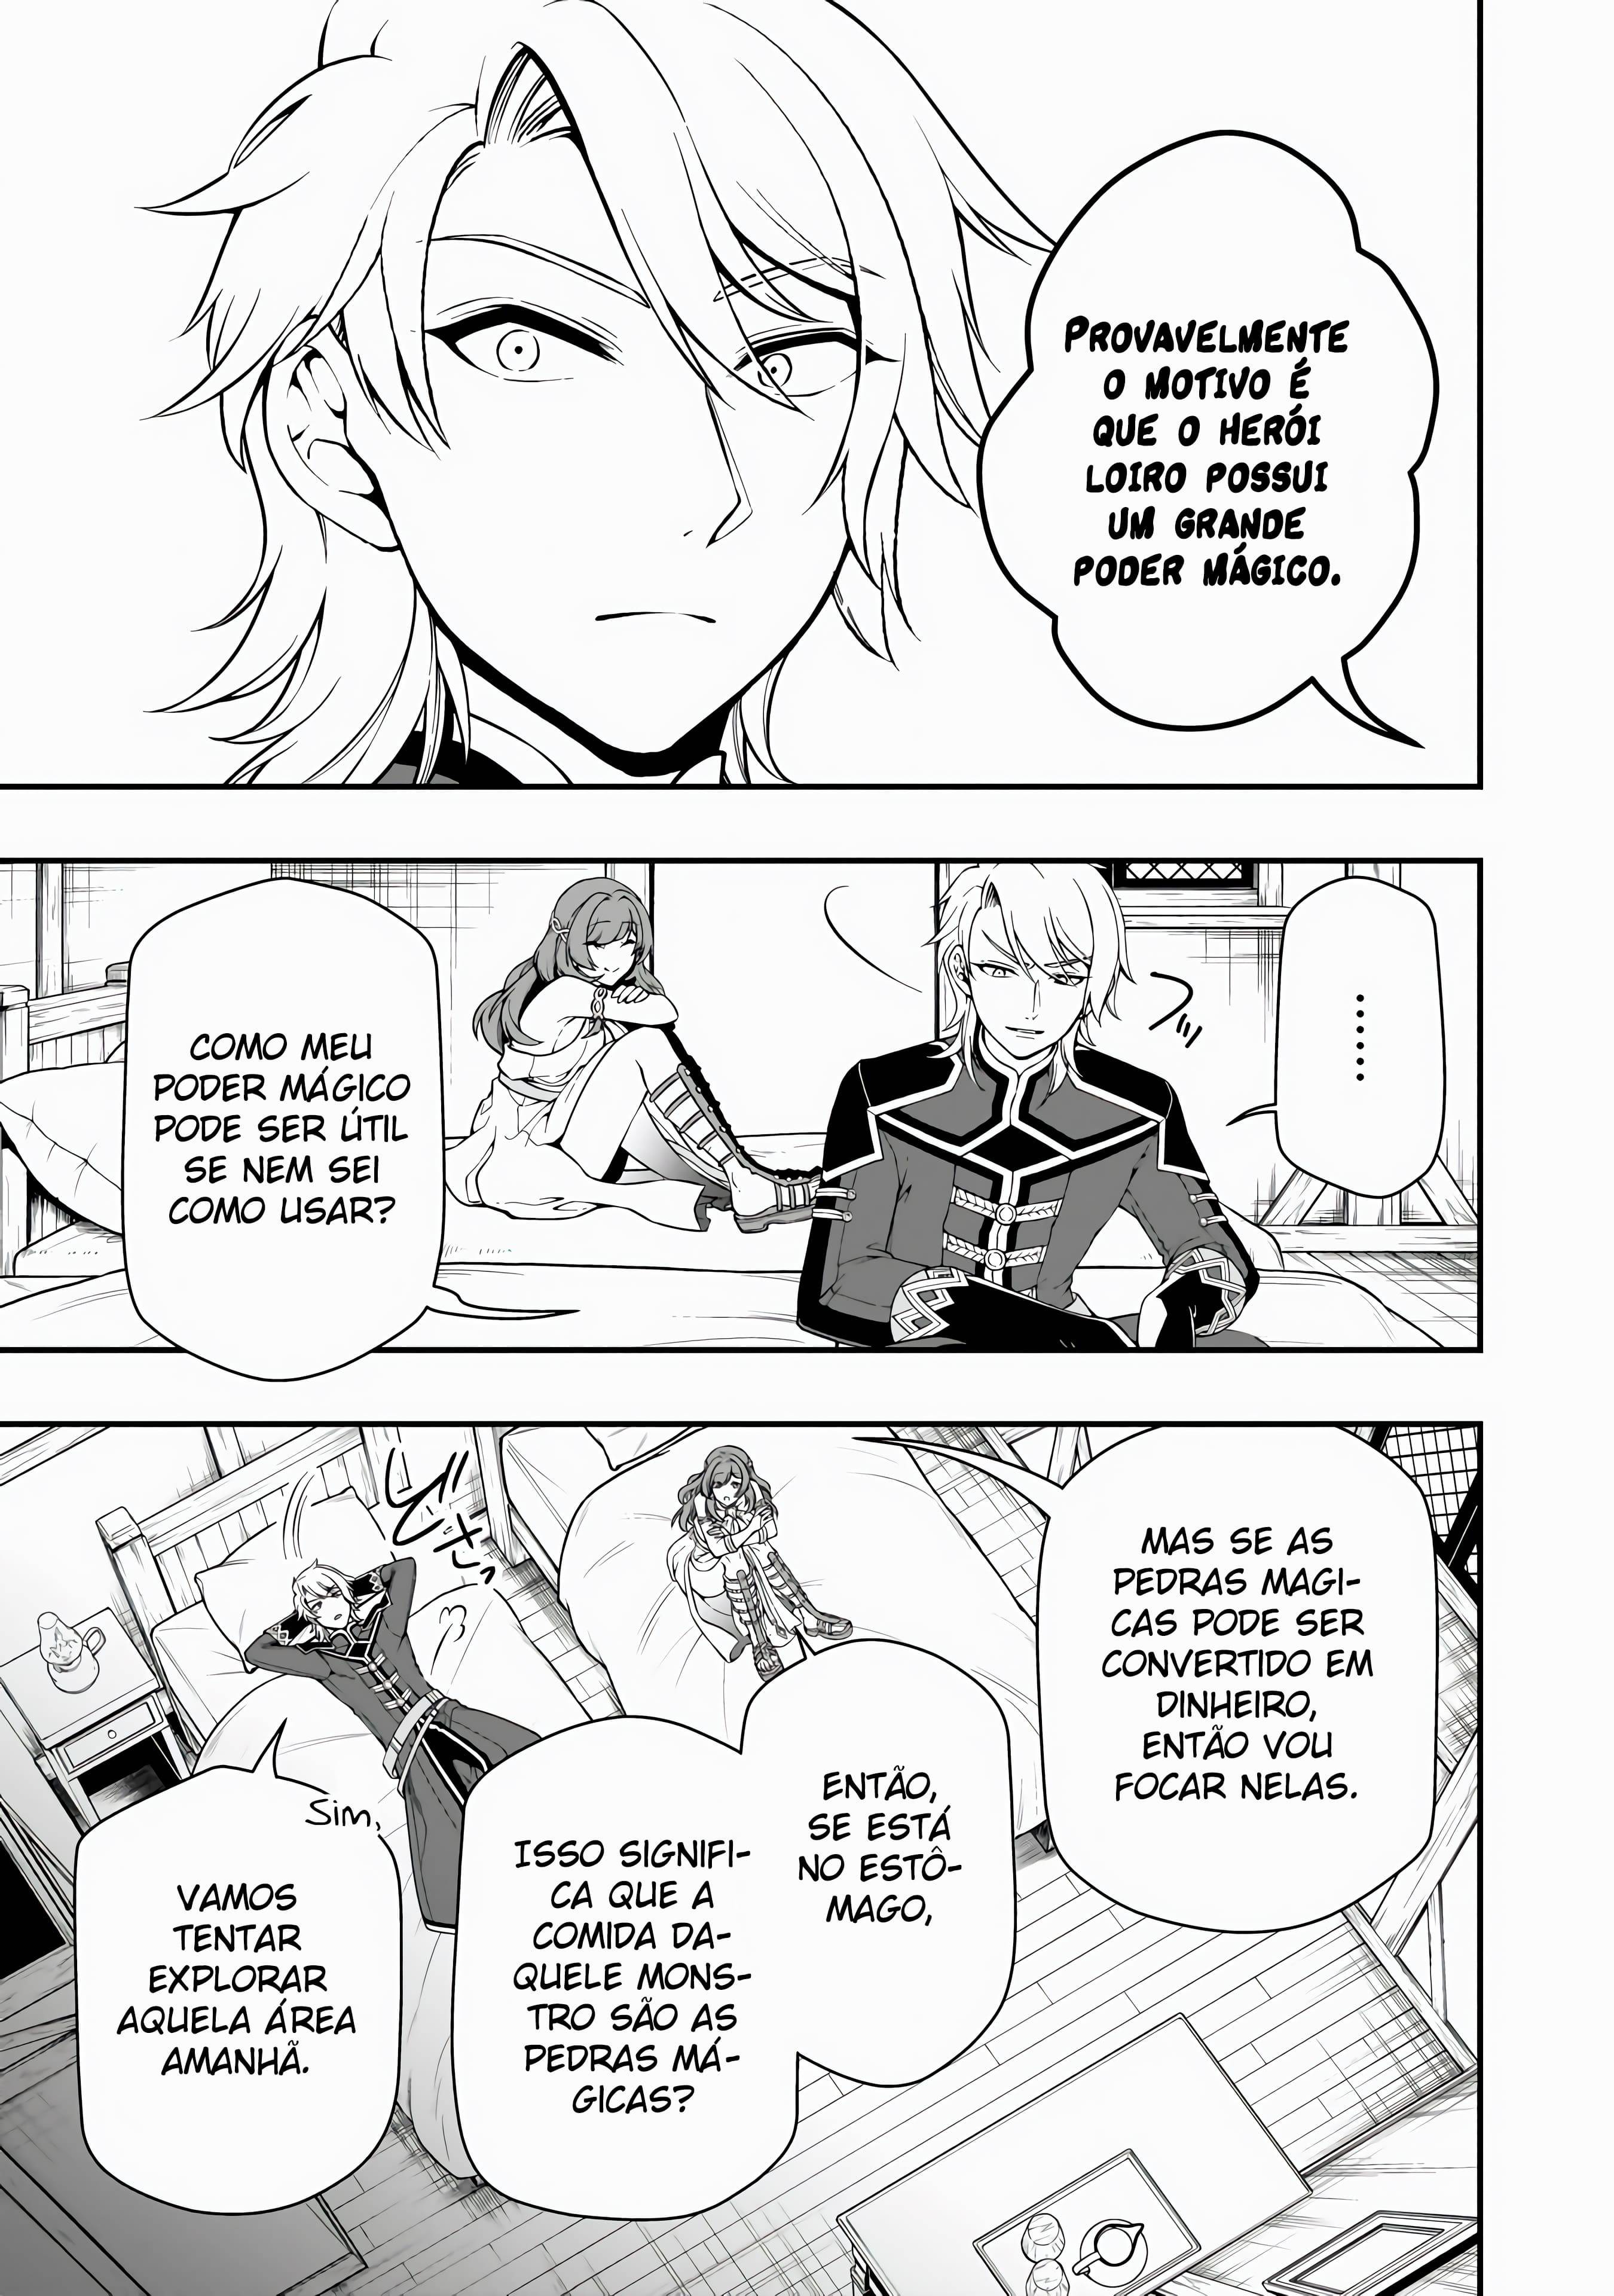 PROVAVELMENTE
O MOTIVO É
QUE O HERÓI
LOIRO POSSUI
UM GRANDE
PODER MÁGICO.
......
COMO MEU
PODER MÁGICO
PODE SER ÚTIL
SE NEM SEI
COMO USAR?
MAS SE AS
PEDRAS MAGI-
CAS PODE SER
CONVERTIDO EM
DINHEIRO,
ENTÃO VOU
FOCAR NELAS.
ENTÃO,
SE ESTÁ
NO ESTÔ-
MAGO,
ISSO SIGNIFI-
CA QUE A
COMIDA DA-
QUELE MONS-
TRO SÃO AS
PEDRAS MÁ-
GICAS?
どさっ
Sim,
VAMOS
TENTAR
EXPLORAR
AQUELA ÁREA
AMANHÃ.